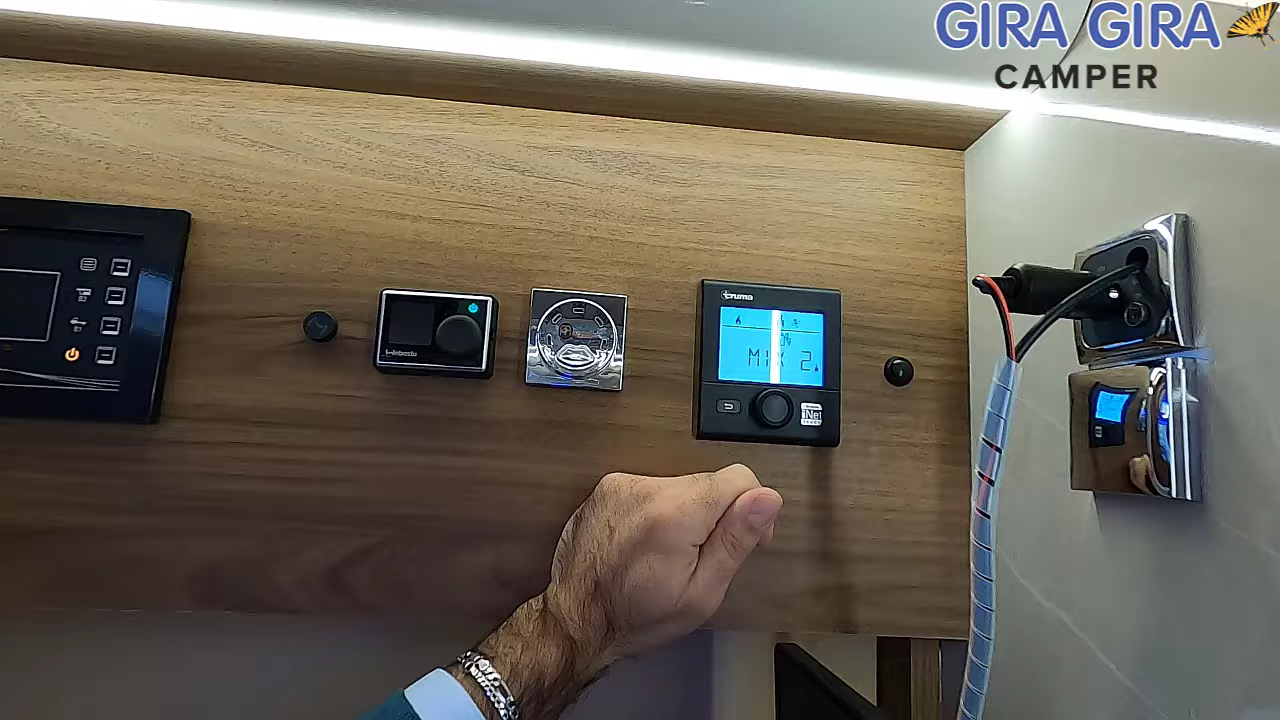 GIRA GIRA
CAMPER
truma
MIX 2
Webasto
iNet